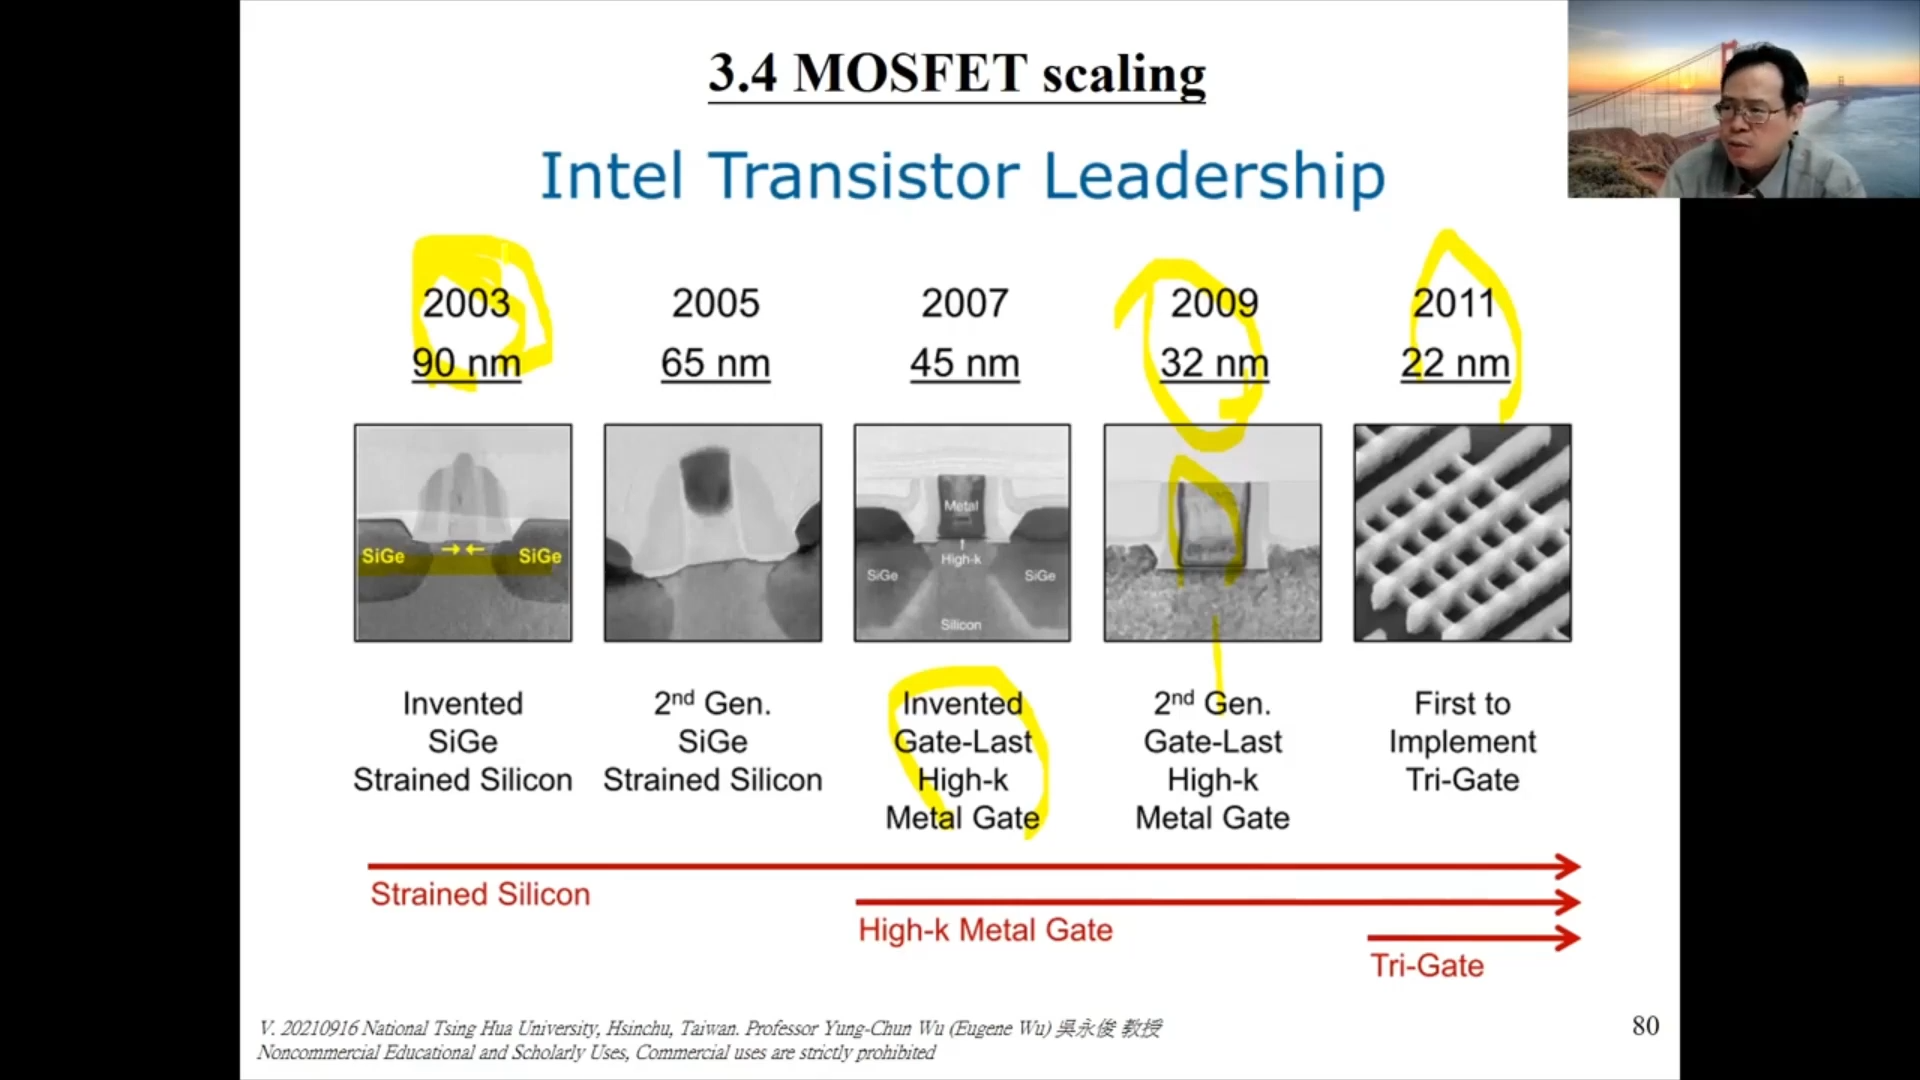 3.4 MOSFET scaling
Intel Transistor Leadership
2003 2005 2007 2009 2011
90 nm 65 nm 45 nm 32 nm 22 nm
SiGe SiGe
Metal
High-k
SiGe SiGe
Silicon
Invented
SiGe
Strained Silicon
2nd Gen.
SiGe
Strained Silicon
Invented
Gate-Last
High-k
Metal Gate
2nd Gen.
Gate-Last
High-k
Metal Gate
First to
Implement
Tri-Gate
Strained Silicon
High-k Metal Gate
Tri-Gate
V. 20210916 National Tsing Hua University, Hsinchu, Taiwan. Professor Yung-Chun Wu (Eugene Wu) 吳永俊 教授
Noncommercial Educational and Scholarly Uses, Commercial uses are strictly prohibited
80